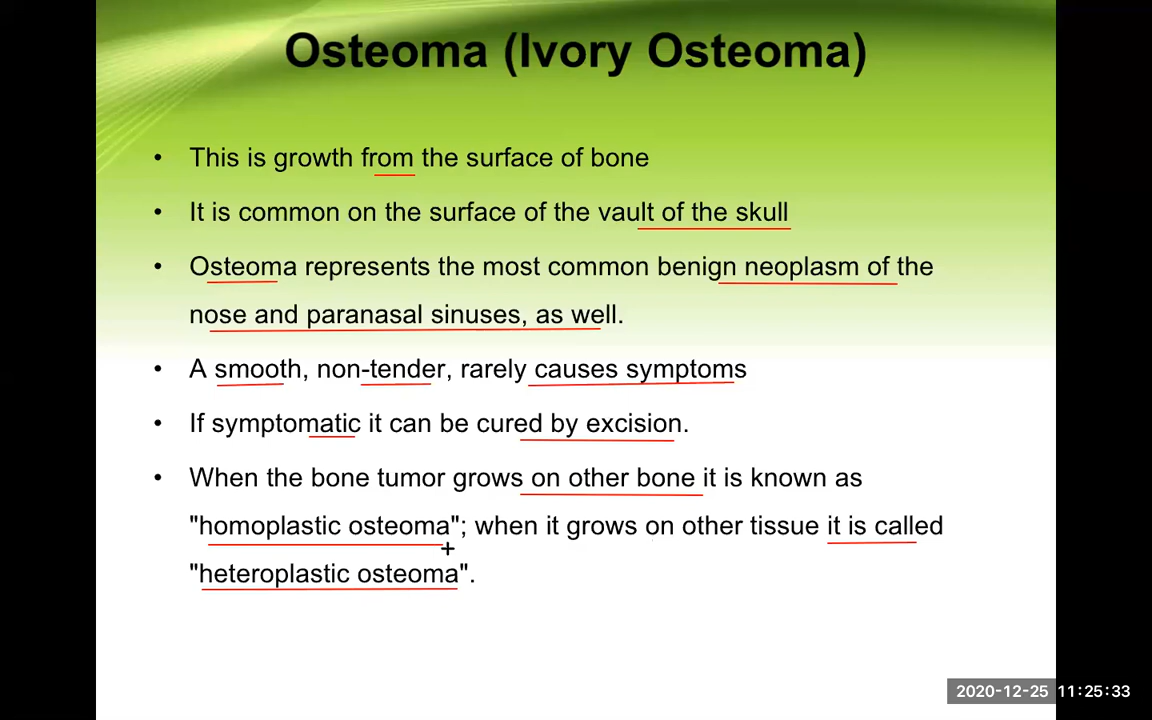 Osteoma (Ivory Osteoma)
• This is growth from the surface of bone
• It is common on the surface of the vault of the skull
• Osteoma represents the most common benign neoplasm of the
nose and paranasal sinuses, as well.
• A smooth, non-tender, rarely causes symptoms
• If symptomatic it can be cured by excision.
• When the bone tumor grows on other bone it is known as
"homoplastic osteoma"; when it grows on other tissue it is called
"heteroplastic osteoma".
2020-12-25 11:25:33